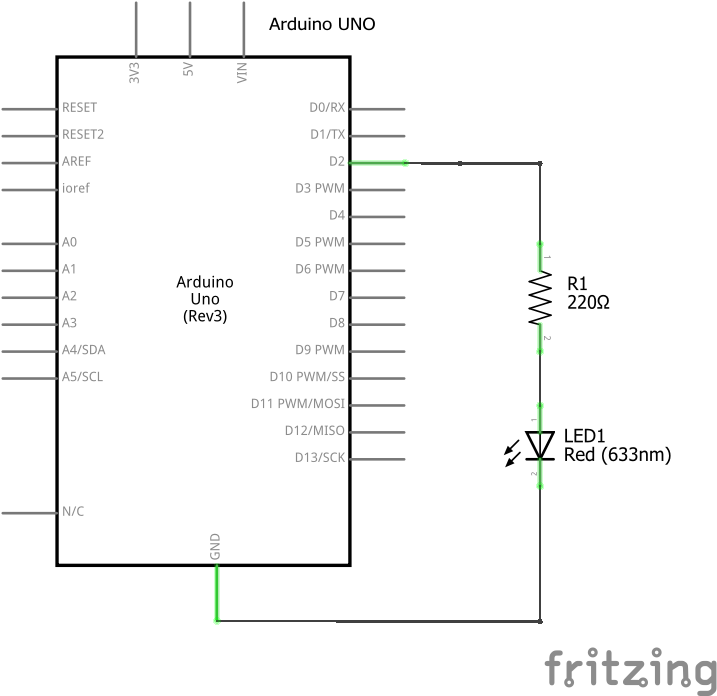 Arduino UNO
3V3
5V
VIN
RESET
RESET2
AREF
ioref
A0
A1
A2
A3
A4/SDA
A5/SCL
N/C
D0/RX
D1/TX
D2
D3 PWM
D4
D5 PWM
D6 PWM
D7
D8
D9 PWM
D10 PWM/SS
D11 PWM/MOSI
D12/MISO
D13/SCK
Arduino
Uno
(Rev3)
GND
1
R1
220Ω
2
1
LED1
Red (633nm)
2
fritzing